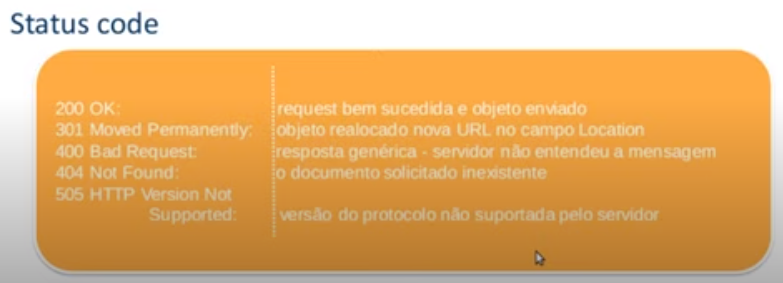 Status code
200 OK: request bem sucedida e objeto enviado
301 Moved Permanently: objeto realocado nova URL no campo Location
400 Bad Request: resposta genérica - servidor não entendeu a mensagem
404 Not Found: o documento solicitado inexistente
505 HTTP Version Not
Supported: versão do protocolo não suportada pelo servidor